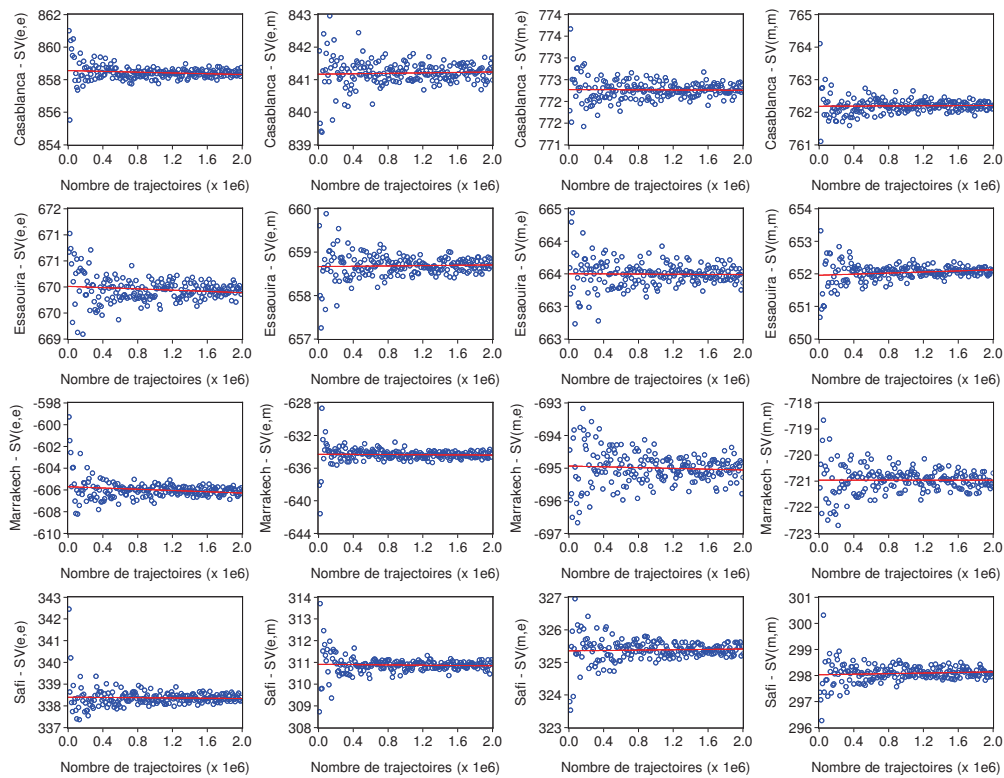 Casablanca - SV(e,e)
862
860
858
856
854
0.0 0.4 0.8 1.2 1.6 2.0
Nombre de trajectoires (x 1e6)
Casablanca - SV(e,m)
843
842
841
840
839
0.0 0.4 0.8 1.2 1.6 2.0
Nombre de trajectoires (x 1e6)
Casablanca - SV(m,e)
774
773
772
772
771
0.0 0.4 0.8 1.2 1.6 2.0
Nombre de trajectoires (x 1e6)
Casablanca - SV(m,m)
765
764
763
762
761
0.0 0.4 0.8 1.2 1.6 2.0
Nombre de trajectoires (x 1e6)
Essaouira - SV(e,e)
672
671
670
670
669
0.0 0.4 0.8 1.2 1.6 2.0
Nombre de trajectoires (x 1e6)
Essaouira - SV(e,m)
660
659
658
657
0.0 0.4 0.8 1.2 1.6 2.0
Nombre de trajectoires (x 1e6)
Essaouira - SV(m,e)
665
664
664
663
663
0.0 0.4 0.8 1.2 1.6 2.0
Nombre de trajectoires (x 1e6)
Essaouira - SV(m,m)
654
653
652
651
650
0.0 0.4 0.8 1.2 1.6 2.0
Nombre de trajectoires (x 1e6)
Marrakech - SV(e,e)
-598
-600
-602
-604
-606
-608
-610
0.0 0.4 0.8 1.2 1.6 2.0
Nombre de trajectoires (x 1e6)
Marrakech - SV(e,m)
-628
-632
-636
-640
-644
0.0 0.4 0.8 1.2 1.6 2.0
Nombre de trajectoires (x 1e6)
Marrakech - SV(m,e)
-693
-694
-695
-696
-697
0.0 0.4 0.8 1.2 1.6 2.0
Nombre de trajectoires (x 1e6)
Marrakech - SV(m,m)
-718
-720
-721
-723
0.0 0.4 0.8 1.2 1.6 2.0
Nombre de trajectoires (x 1e6)
Safi - SV(e,e)
343
342
341
340
339
338
337
0.0 0.4 0.8 1.2 1.6 2.0
Nombre de trajectoires (x 1e6)
Safi - SV(e,m)
314
313
312
311
310
309
308
0.0 0.4 0.8 1.2 1.6 2.0
Nombre de trajectoires (x 1e6)
Safi - SV(m,e)
327
326
325
324
323
0.0 0.4 0.8 1.2 1.6 2.0
Nombre de trajectoires (x 1e6)
Safi - SV(m,m)
301
300
299
298
297
296
0.0 0.4 0.8 1.2 1.6 2.0
Nombre de trajectoires (x 1e6)